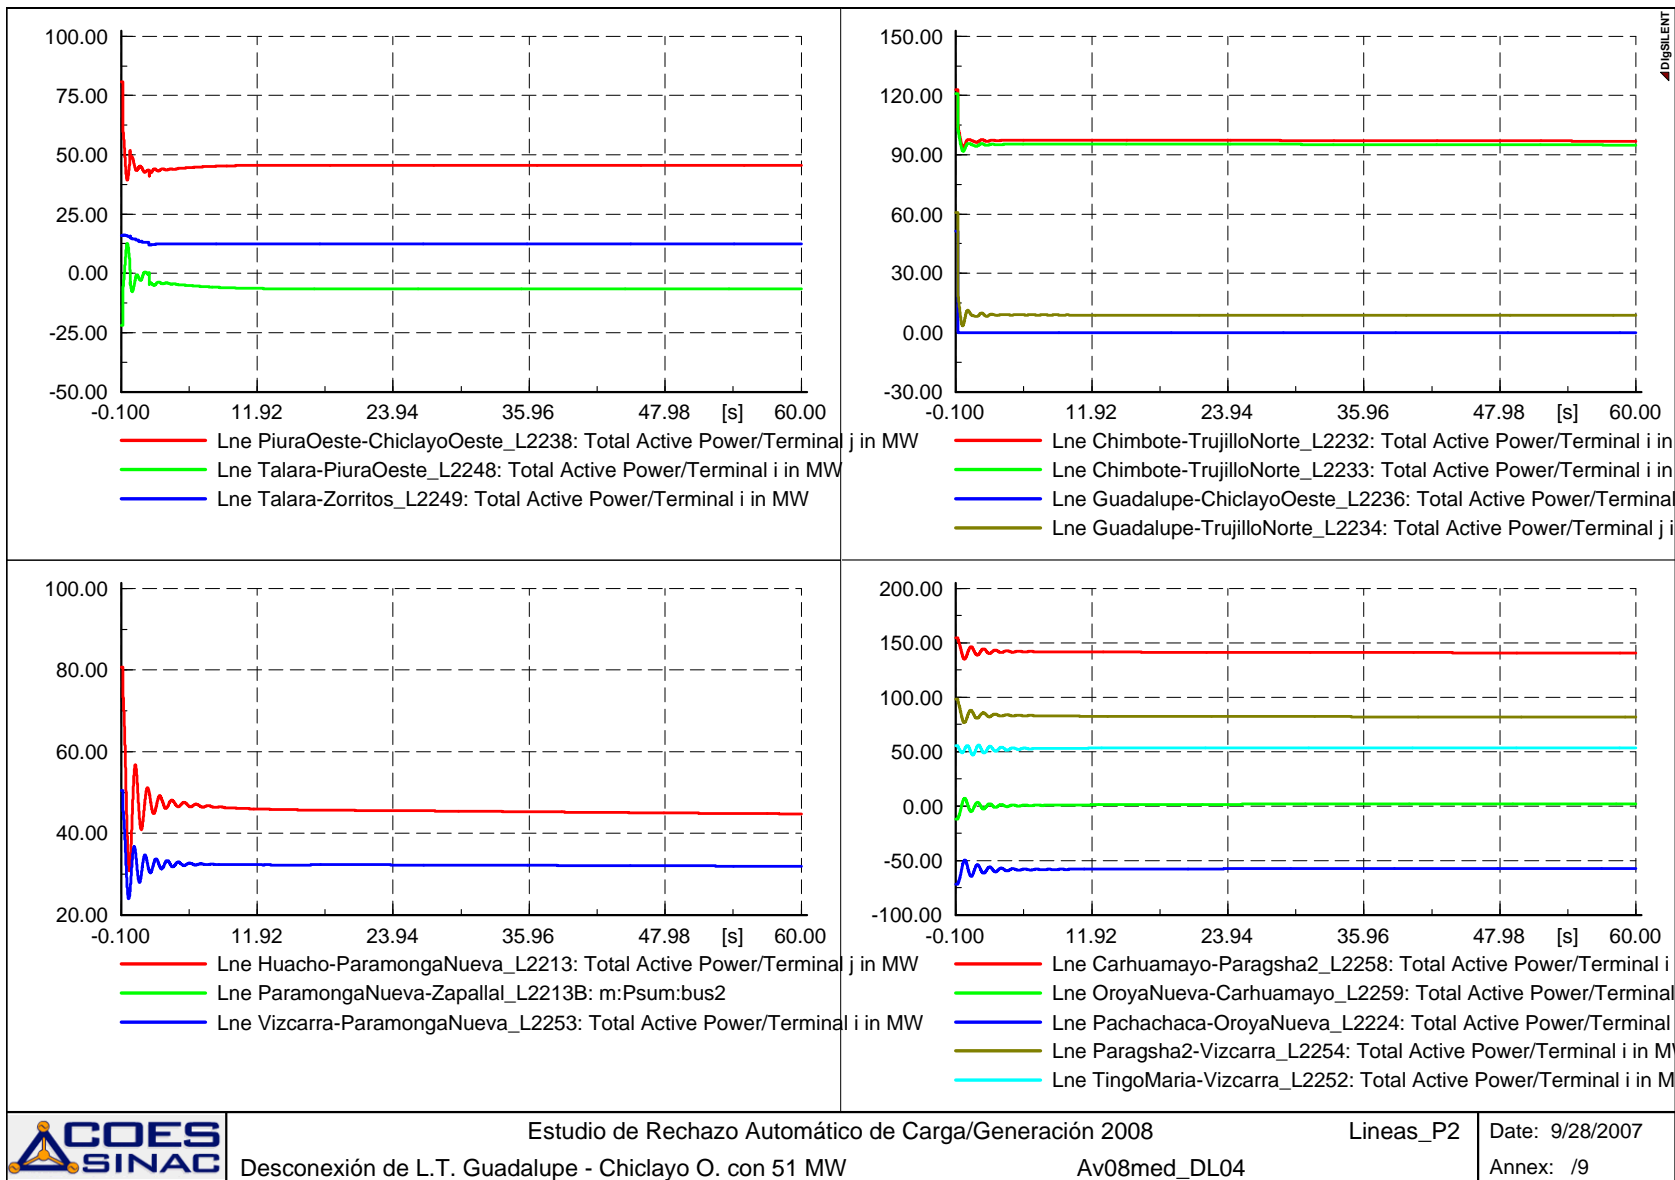 100.00
75.00
50.00
25.00
0.00
-25.00
-50.00
-0.100 11.92 23.94 35.96 47.98 [s] 60.00
Lne PiuraOeste-ChiclayoOeste_L2238: Total Active Power/Terminal j in MW
Lne Talara-PiuraOeste_L2248: Total Active Power/Terminal i in MW
Lne Talara-Zorritos_L2249: Total Active Power/Terminal i in MW
DIgSILENT
150.00
120.00
90.00
60.00
30.00
0.00
-30.00
-0.100 11.92 23.94 35.96 47.98 [s] 60.00
Lne Chimbote-TrujilloNorte_L2232: Total Active Power/Terminal i in
Lne Chimbote-TrujilloNorte_L2233: Total Active Power/Terminal i in
Lne Guadalupe-ChiclayoOeste_L2236: Total Active Power/Terminal
Lne Guadalupe-TrujilloNorte_L2234: Total Active Power/Terminal j i
100.00
80.00
60.00
40.00
20.00
-0.100 11.92 23.94 35.96 47.98 [s] 60.00
Lne Huacho-ParamongaNueva_L2213: Total Active Power/Terminal j in MW
Lne ParamongaNueva-Zapallal_L2213B: m:Psum:bus2
Lne Vizcarra-ParamongaNueva_L2253: Total Active Power/Terminal i in MW
200.00
150.00
100.00
50.00
0.00
-50.00
-100.00
-0.100 11.92 23.94 35.96 47.98 [s] 60.00
Lne Carhuamayo-Paragsha2_L2258: Total Active Power/Terminal i
Lne OroyaNueva-Carhuamayo_L2259: Total Active Power/Terminal
Lne Pachachaca-OroyaNueva_L2224: Total Active Power/Terminal
Lne Paragsha2-Vizcarra_L2254: Total Active Power/Terminal i in M
Lne TingoMaria-Vizcarra_L2252: Total Active Power/Terminal i in M
COES
SINAC
Estudio de Rechazo Automático de Carga/Generación 2008 Lineas_P2
Desconexión de L.T. Guadalupe - Chiclayo O. con 51 MW Av08med_DL04
Date: 9/28/2007
Annex: /9